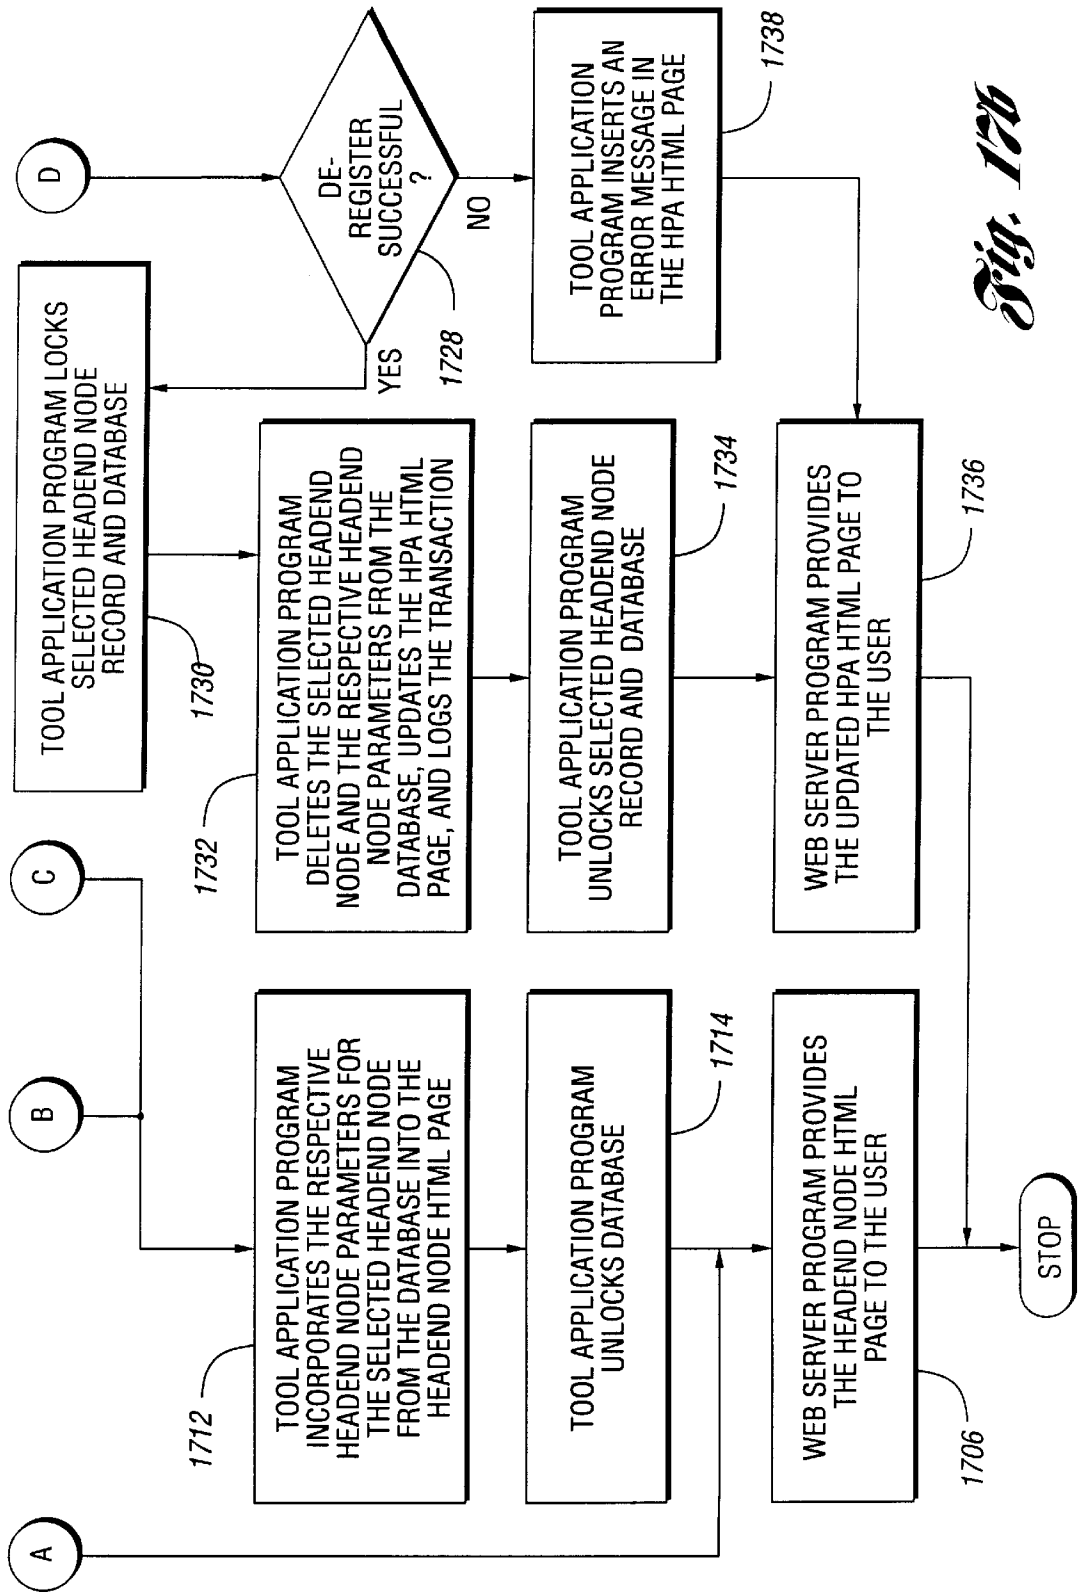 A
B
C
D
TOOL APPLICATION PROGRAM LOCKS
SELECTED HEADEND NODE
RECORD AND DATABASE
1730
DE-
REGISTER
SUCCESSFUL
?
1728
YES
NO
1712
TOOL APPLICATION PROGRAM
INCORPORATES THE RESPECTIVE
HEADEND NODE PARAMETERS FOR
THE SELECTED HEADEND NODE
FROM THE DATABASE INTO THE
HEADEND NODE HTML PAGE
1732
TOOL APPLICATION PROGRAM
DELETES THE SELECTED HEADEND
NODE AND THE RESPECTIVE HEADEND
NODE PARAMETERS FROM THE
DATABASE, UPDATES THE HPA HTML
PAGE, AND LOGS THE TRANSACTION
TOOL APPLICATION PROGRAM
UNLOCKS DATABASE
1714
TOOL APPLICATION PROGRAM
UNLOCKS SELECTED HEADEND NODE
RECORD AND DATABASE
1734
TOOL APPLICATION
PROGRAM INSERTS AN
ERROR MESSAGE IN
THE HPA HTML PAGE
1738
WEB SERVER PROGRAM PROVIDES
THE HEADEND NODE HTML
PAGE TO THE USER
1706
WEB SERVER PROGRAM PROVIDES
THE UPDATED HPA HTML PAGE TO
THE USER
1736
STOP
Fig. 17b